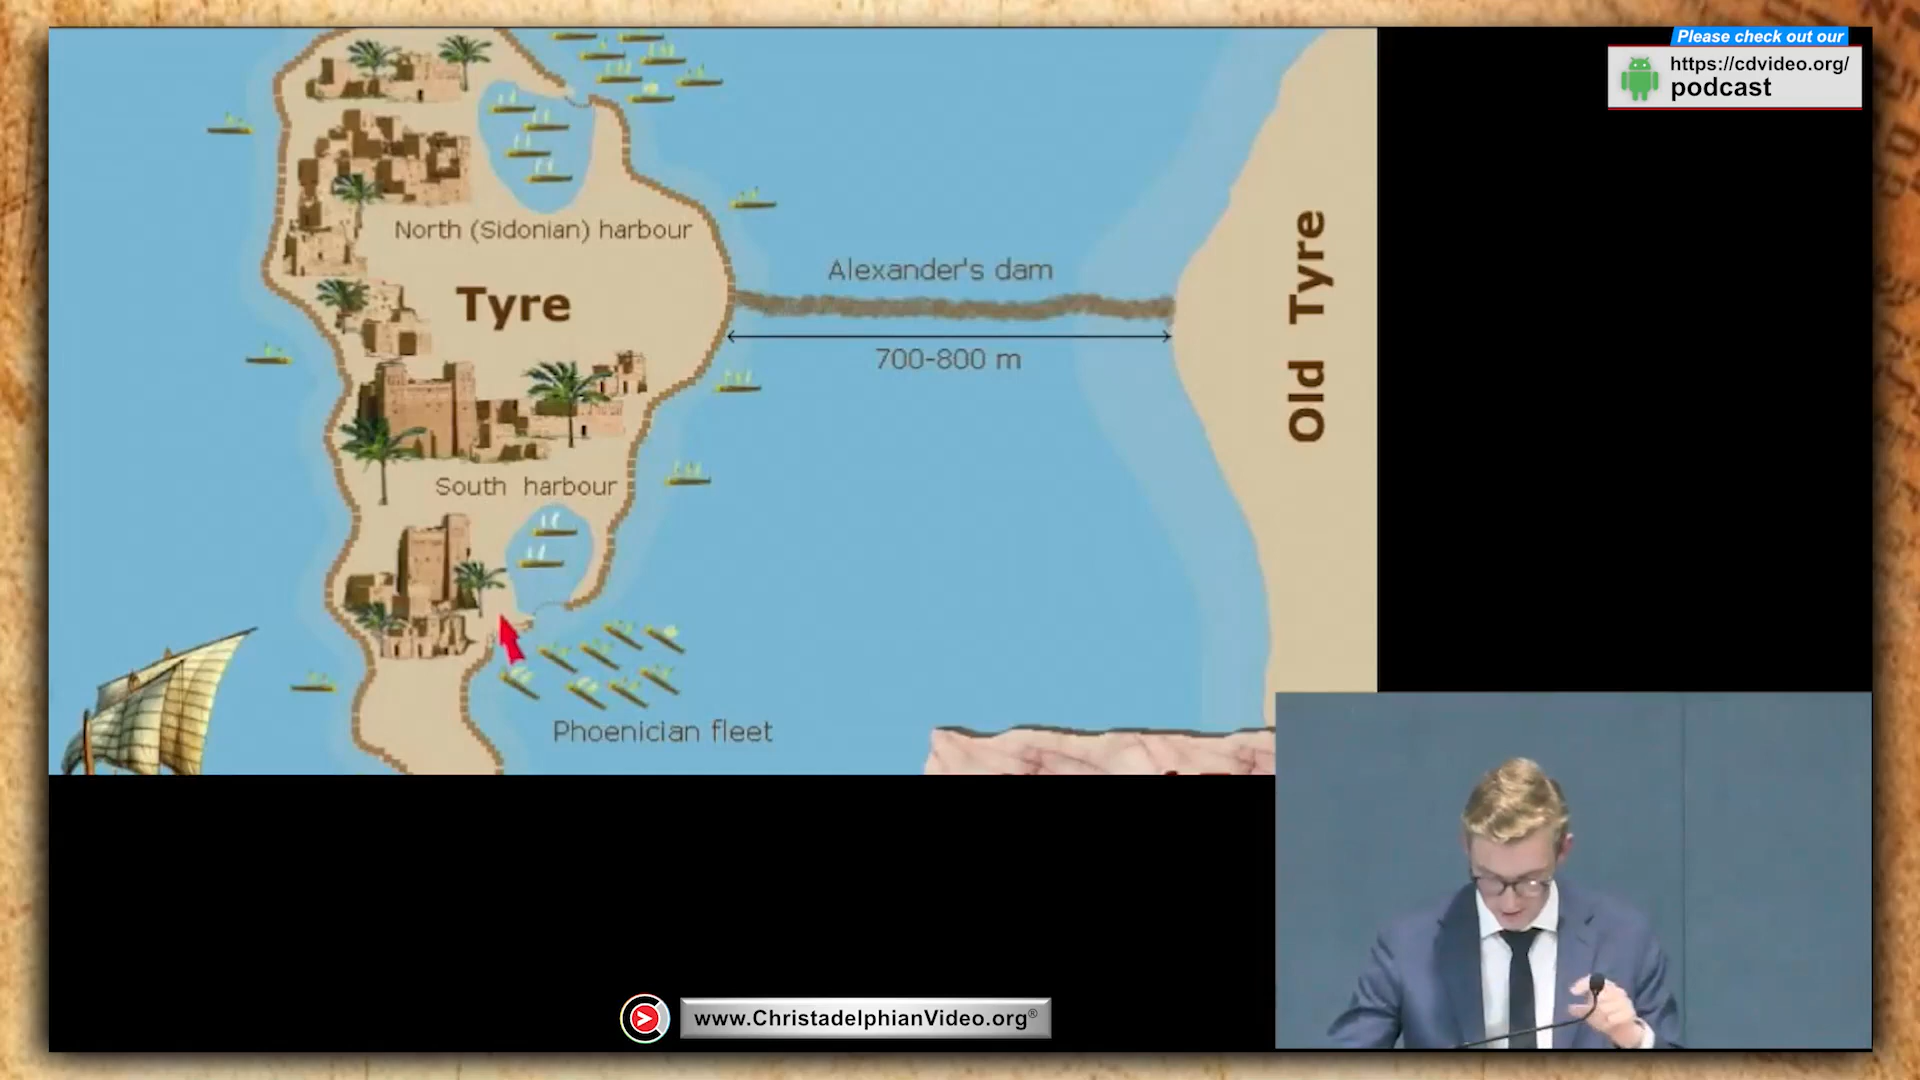 Please check out our
https://cdvideo.org/
podcast
North (Sidonian) harbour
Tyre
Alexander's dam
700-800 m
Old Tyre
South harbour
Phoenician fleet
www.ChristadelphianVideo.org®